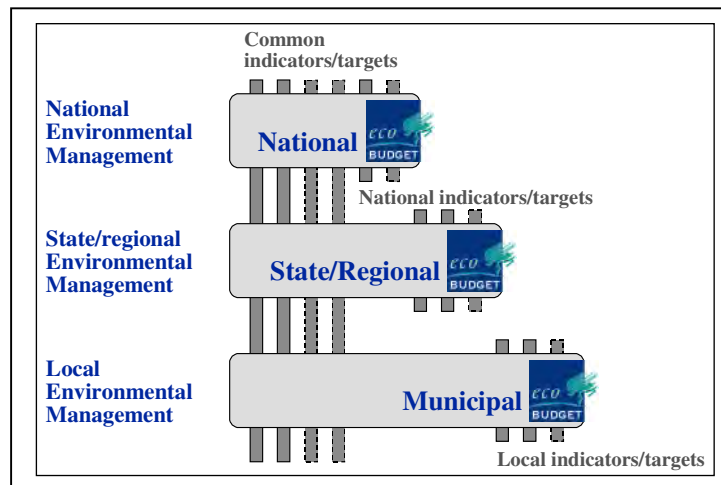 Common
indicators/targets
National
Environmental
Management
National
eco
BUDGET
National indicators/targets
State/regional
Environmental
Management
State/Regional
eco
BUDGET
Local
Environmental
Management
Municipal
eco
BUDGET
Local indicators/targets